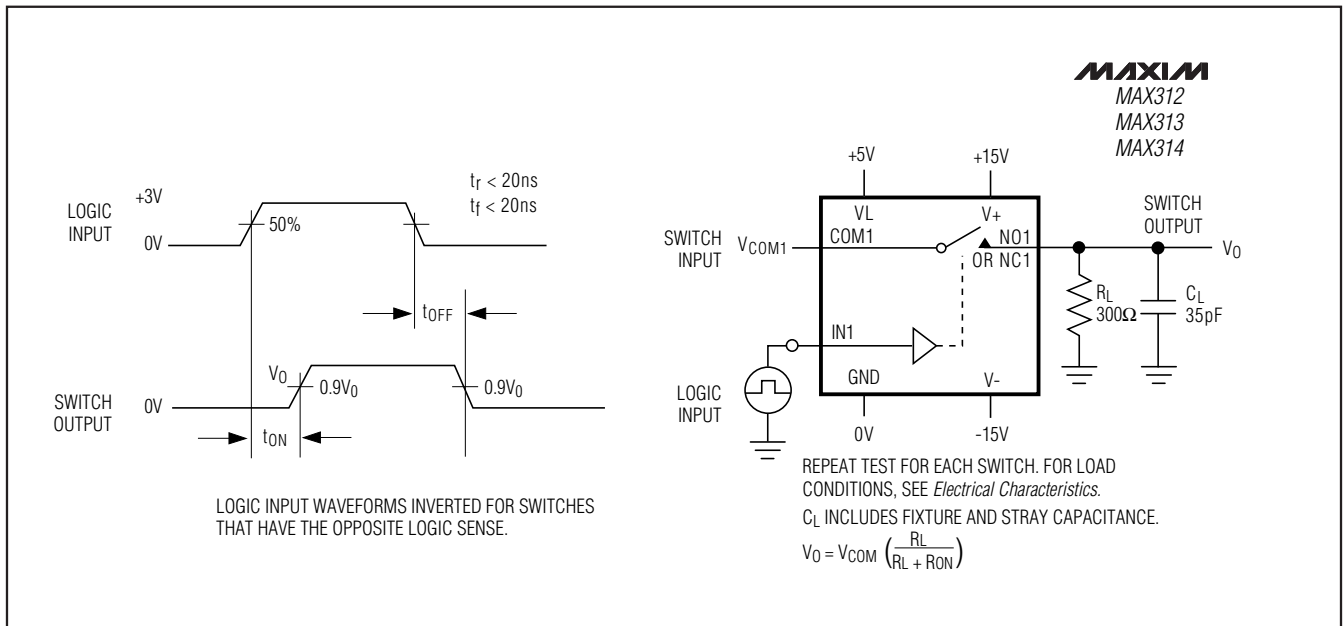 MAXIM
MAX312
MAX313
MAX314
LOGIC
INPUT
+3V
0V
50%
tr < 20ns
tf < 20ns
tOFF
SWITCH
OUTPUT
0V
VO
0.9V0
0.9V0
tON
LOGIC INPUT WAVEFORMS INVERTED FOR SWITCHES
THAT HAVE THE OPPOSITE LOGIC SENSE.
+5V
+15V
VL
V+
SWITCH
INPUT
VCOM1
COM1
NO1
OR NC1
SWITCH
OUTPUT
VO
RL
300Ω
CL
35pF
IN1
LOGIC
INPUT
GND
V-
0V
-15V
REPEAT TEST FOR EACH SWITCH. FOR LOAD
CONDITIONS, SEE Electrical Characteristics.
CL INCLUDES FIXTURE AND STRAY CAPACITANCE.
VO = VCOM (RL / RL + RON)